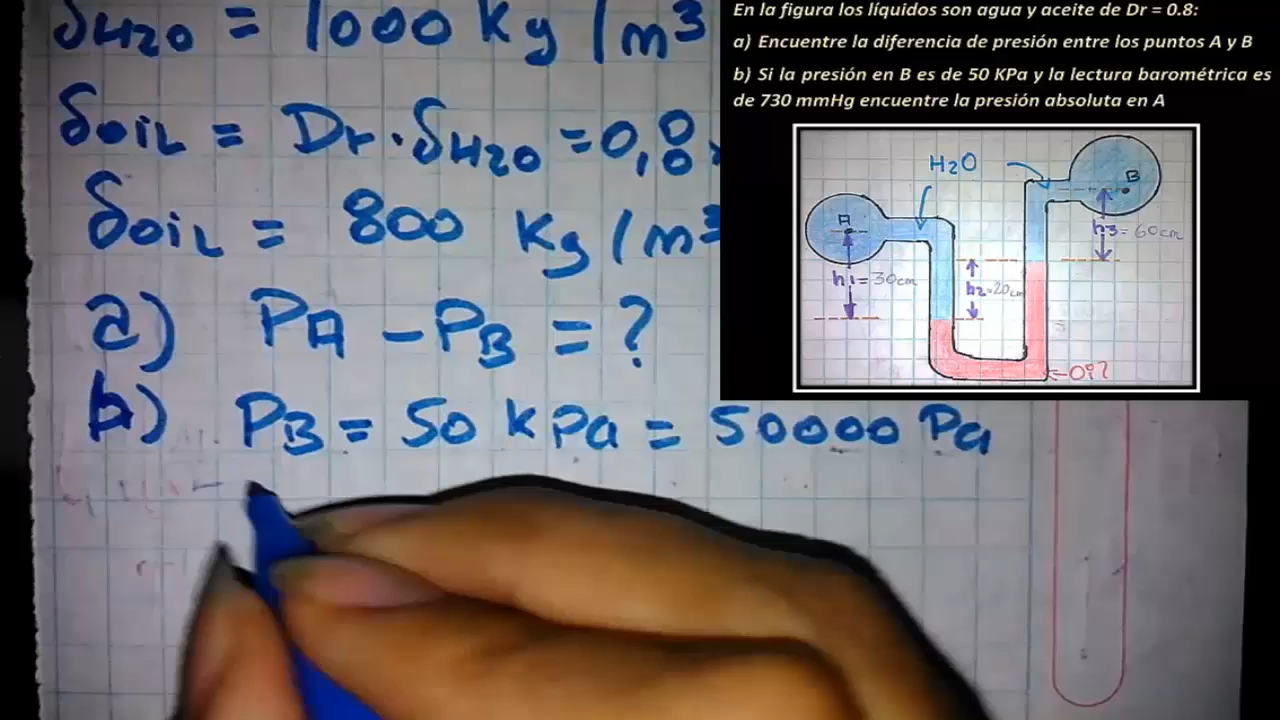 δH2O = 1000 Kg/m3
δoiL = Dr.δH2O = 0,8
δoiL = 800 Kg/m3
a) PA - PB = ?
b) PB = 50 kPa = 50000 Pa
En la figura los líquidos son agua y aceite de Dr = 0.8:
a) Encuentre la diferencia de presión entre los puntos A y B
b) Si la presión en B es de 50 KPa y la lectura barométrica es
de 730 mmHg encuentre la presión absoluta en A
H2O
B
A
h3=60cm
h1=30cm
h2=20cm
Oil